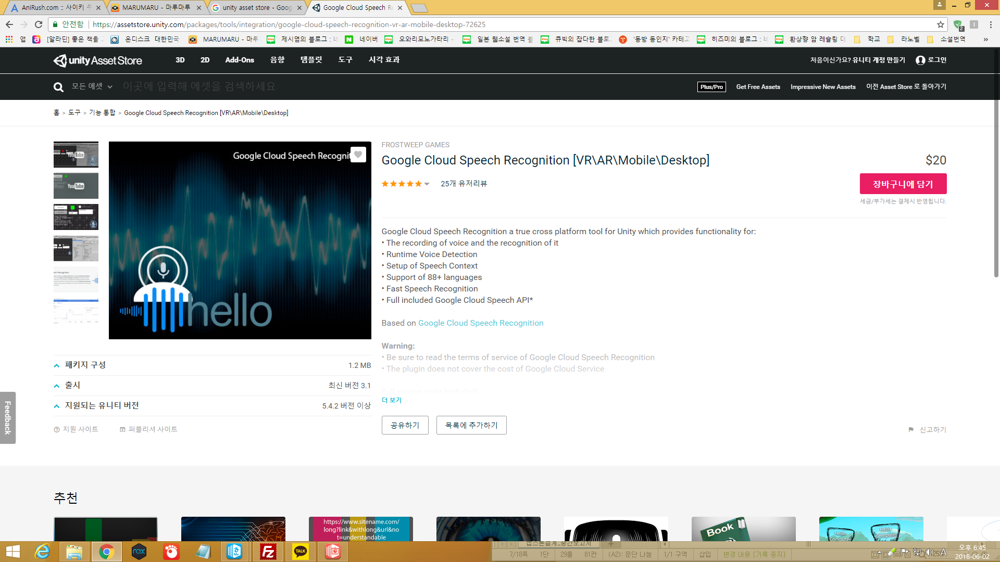 AniRush.com :: 사이키 쿠
MARUMARU - 마루마루
unity asset store - Goog
Google Cloud Speech Re
안전함
https://assetstore.unity.com/packages/tools/integration/google-cloud-speech-recognition-vr-ar-mobile-desktop-72625
앱
[알라딘] 좋은 책을
온디스크 대한민국
MARUMARU - 마루
제시엄의 블로그 : 네
네이버
오와리모노가타리 -
일본 웹소설 번역 블
큐빅의 잡다한 블로
'동방 동인지' 카테고
히즈미의 블로그 : 네
환상향 암 레슬링 대
학교
라노벨
소설번역
»
unity Asset Store
3D
2D
Add-Ons
음향
템플릿
도구
시각 효과
처음이신가요? 유니티 계정 만들기
로그인
모든 에셋
이곳에 입력해 에셋을 검색하세요
Plus/Pro
Get Free Assets
Impressive New Assets
이전 Asset Store 로 돌아가기
홈 > 도구 > 기능 통합 > Google Cloud Speech Recognition [VR\AR\Mobile\Desktop]
YouTube
YouTube
Google Cloud Speech Recogniti
hello
FROSTWEEP GAMES
Google Cloud Speech Recognition [VR\AR\Mobile\Desktop]
$20
25개 유저리뷰
장바구니에 담기
세금/부가세는 결제시 반영됩니다.
Google Cloud Speech Recognition a true cross platform tool for Unity which provides functionality for:
• The recording of voice and the recognition of it
• Runtime Voice Detection
• Setup of Speech Context
• Support of 88+ languages
• Fast Speech Recognition
• Full included Google Cloud Speech API*
Based on Google Cloud Speech Recognition
Warning:
• Be sure to read the terms of service of Google Cloud Speech Recognition
• The plugin does not cover the cost of Google Cloud Service
Full source code included!
더 보기
패키지 구성
1.2 MB
출시
최신 버전 3.1
지원되는 유니티 버전
5.4.2 버전 이상
지원 사이트
퍼블리셔 사이트
공유하기
목록에 추가하기
신고하기
Feedback
추천
https://www.sitename.com/
long?link&withlong&url&no
t=understandable
Book
Hello
Computer
Hello
Computer
캡스톤설계_중간보고서
nox
한
TALK
7/18쪽
1단
29줄
81칸
(A2): 문단 나눔
1/1 구역
삽입
변경 내용 [기록 중지]
A
오후 6:45
2018-06-02